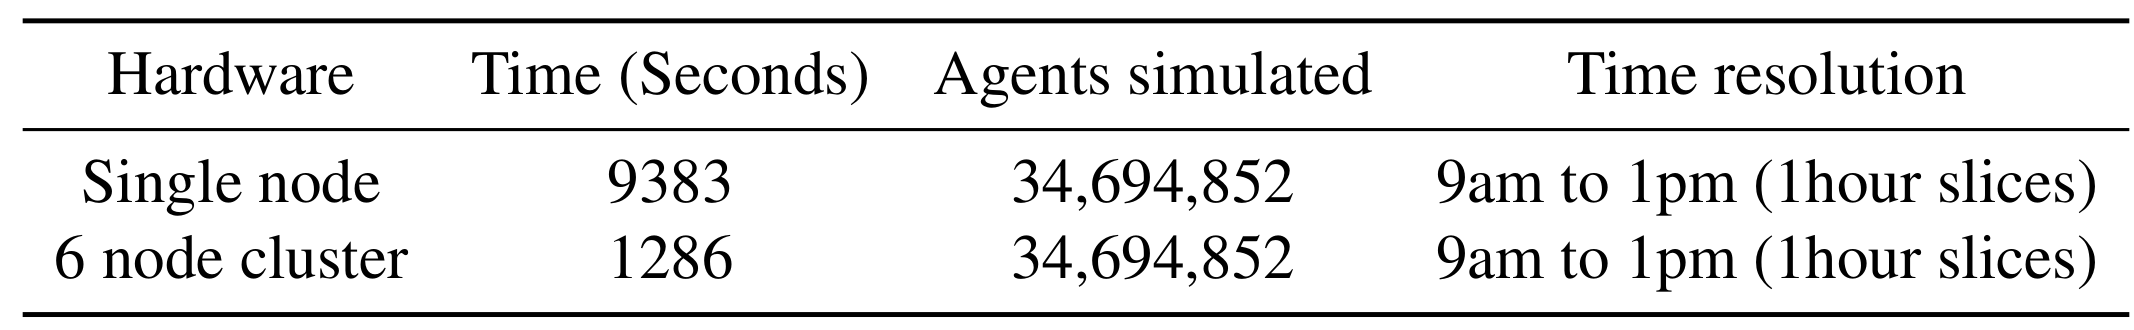 Hardware Time (Seconds) Agents simulated Time resolution
Single node 9383 34,694,852 9am to 1pm (1hour slices)
6 node cluster 1286 34,694,852 9am to 1pm (1hour slices)